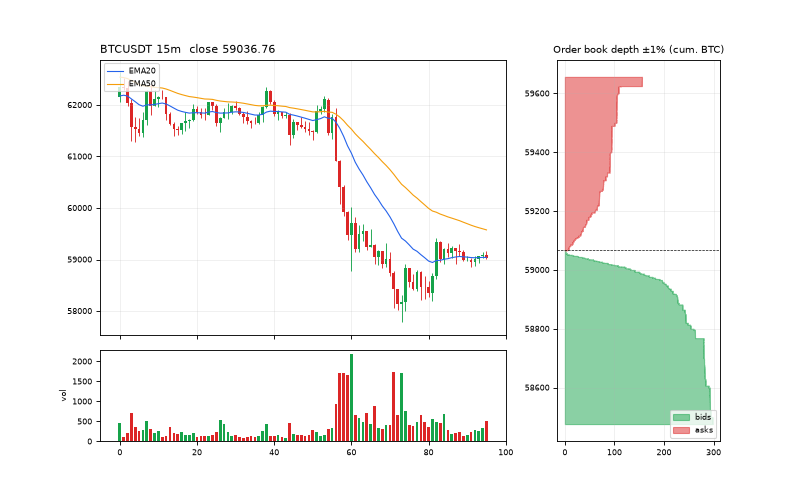 BTCUSDT 15m close 59036.76
EMA20
EMA50
62000
61000
60000
59000
58000
2000
1500
1000
500
0
vol
0 20 40 60 80 100
Order book depth ±1% (cum. BTC)
59600
59400
59200
59000
58800
58600
bids
asks
0 100 200 300